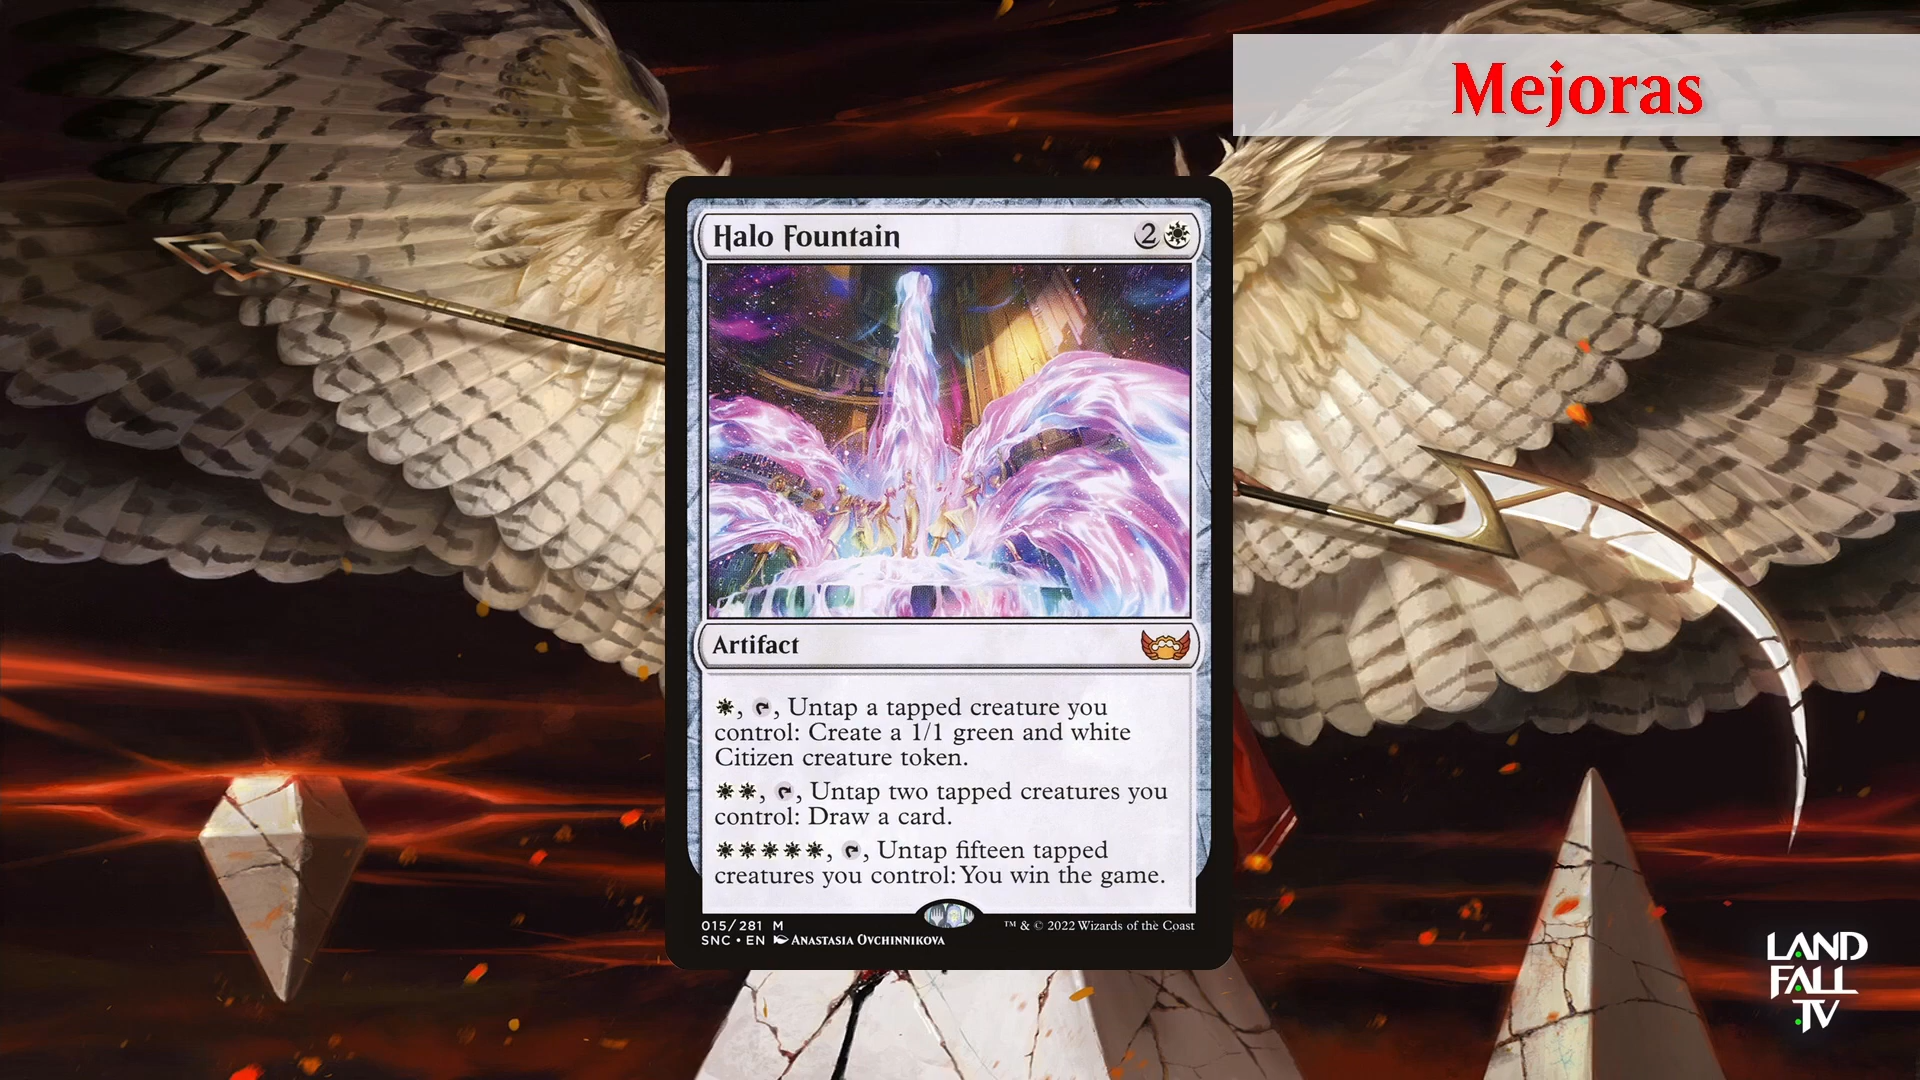 Mejoras
Halo Fountain 2
Artifact
, , Untap a tapped creature you
control: Create a 1/1 green and white
Citizen creature token.
, , Untap two tapped creatures you
control: Draw a card.
, , Untap fifteen tapped
creatures you control: You win the game.
015/281 M
SNC • EN ANASTASIA OVCHINNIKOVA
™ & © 2022 Wizards of the Coast
LAND
FALL
.TV